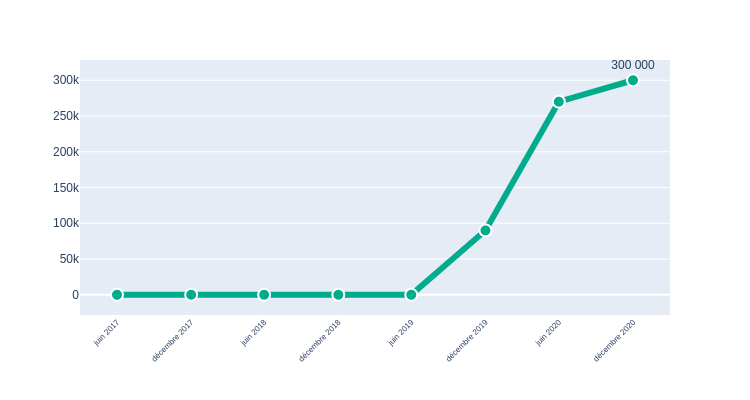 300 000
300k
250k
200k
150k
100k
50k
0
juin 2017
décembre 2017
juin 2018
décembre 2018
juin 2019
décembre 2019
juin 2020
décembre 2020